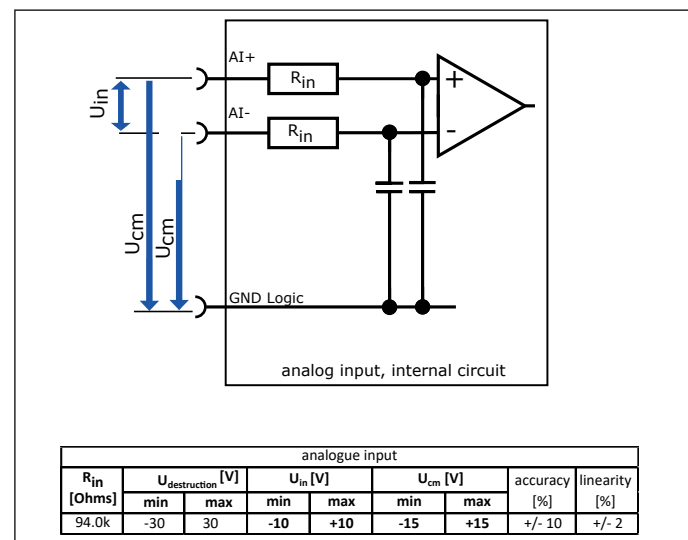 AI+
Rin
Uin
AI-
Rin
+
-
Ucm
Ucm
GND Logic
analog input, internal circuit
analogue input
Rin [Ohms] Udestruction [V] Uin [V] Ucm [V] accuracy [%] linearity [%]
min max min max min max
94.0k -30 30 -10 +10 -15 +15 +/- 10 +/- 2